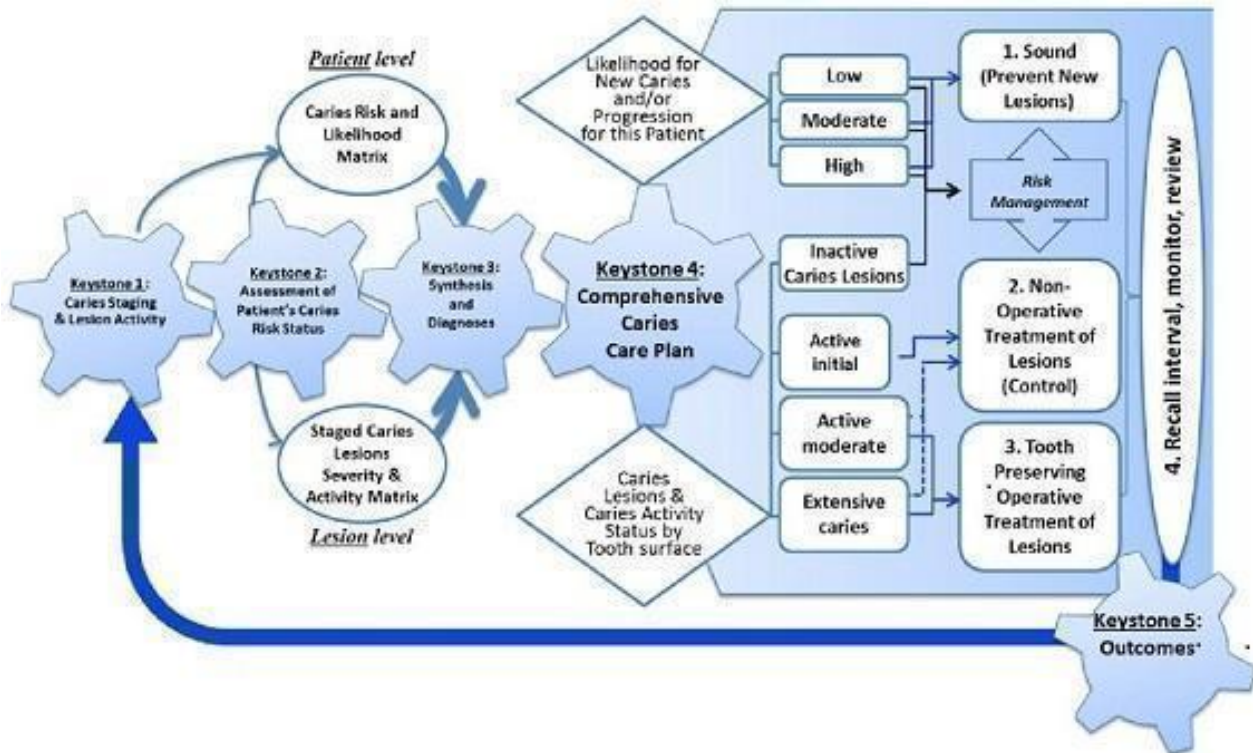 Patient level
Caries Risk and
Likelihood
Matrix
Keystone 1:
Caries Staging
& Lesion Activity
Keystone 2:
Assessment of
Patient's Caries
Risk Status
Keystone 3:
Synthesis
and
Diagnoses
Staged Caries
Lesions
Severity &
Activity Matrix
Lesion level
Likelihood for
New Caries
and/or
Progression
for this Patient
Keystone 4:
Comprehensive
Caries
Care Plan
Caries
Lesions &
Caries Activity
Status by
Tooth surface
Low
Moderate
High
Inactive
Caries Lesions
Active
initial
Active
moderate
Extensive
caries
1. Sound
(Prevent New
Lesions)
Risk
Management
2. Non-
Operative
Treatment of
Lesions
(Control)
3. Tooth
Preserving
Operative
Treatment of
Lesions
4. Recall interval, monitor, review
Keystone 5:
Outcomes